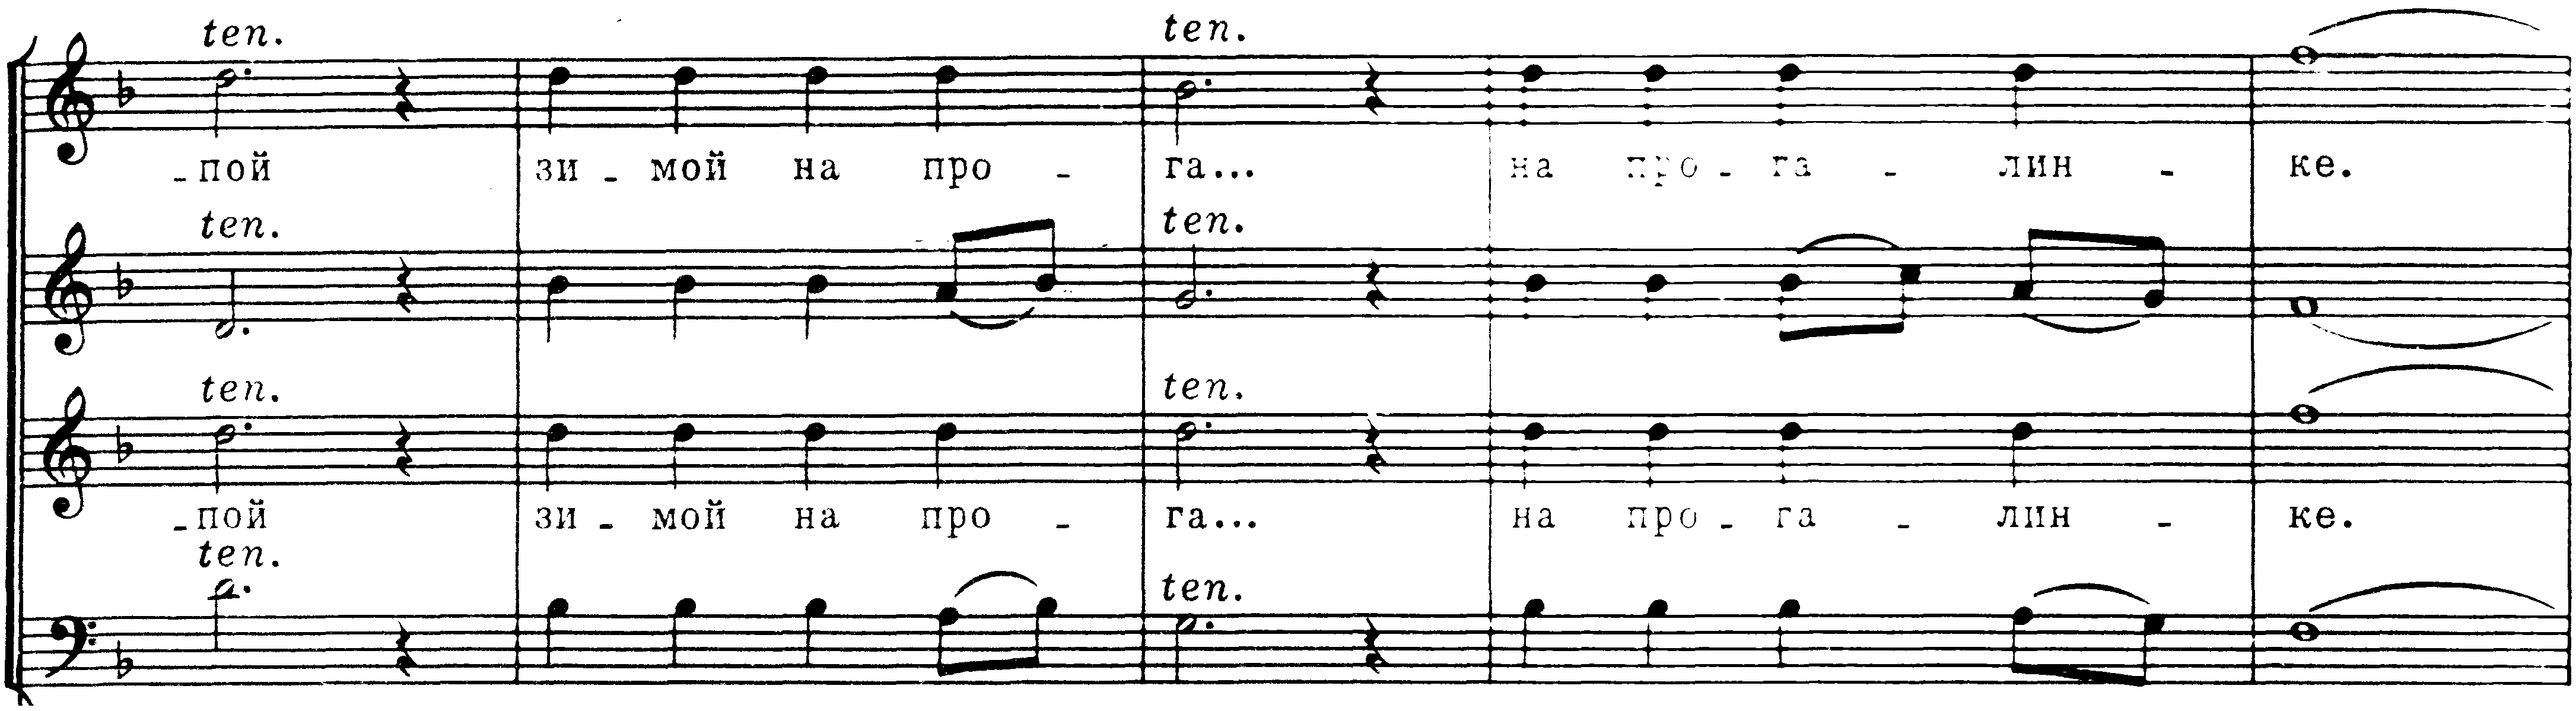 ten. ten.
-пой зи - мой на про - га... на про - га - лин - ке.
ten. ten.
ten. ten.
-пой зи - мой на про - га... на про - га - лин - ке.
ten.
ten.